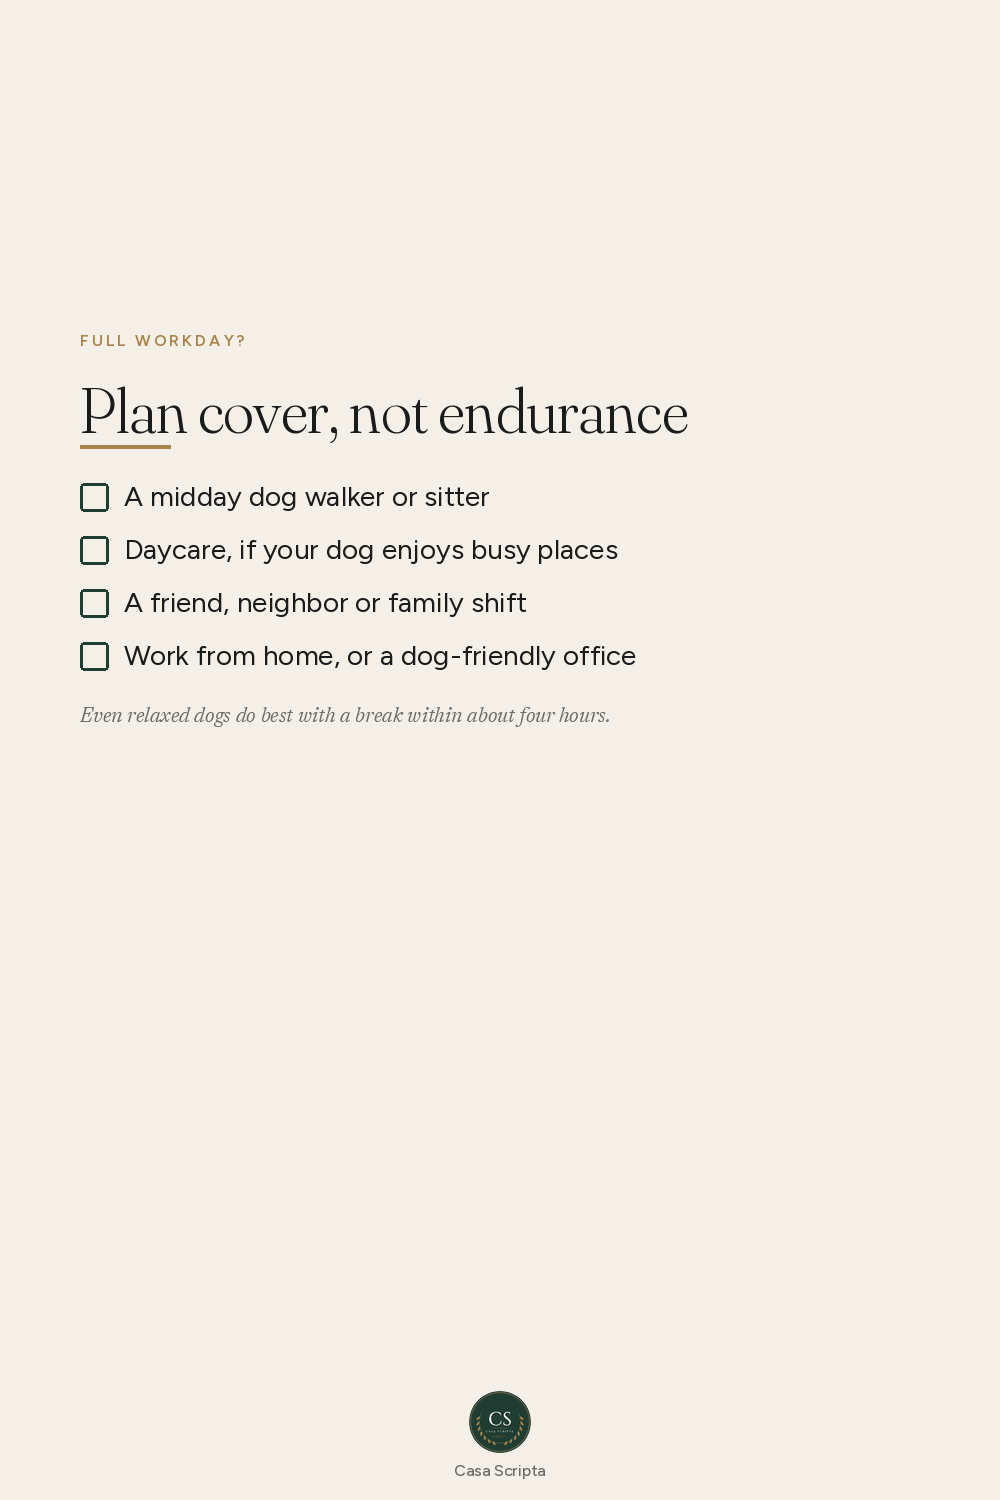 FULL WORKDAY?
Plan cover, not endurance
A midday dog walker or sitter
Daycare, if your dog enjoys busy places
A friend, neighbor or family shift
Work from home, or a dog-friendly office
Even relaxed dogs do best with a break within about four hours.
CS
CASA SCRIPTA
Casa Scripta